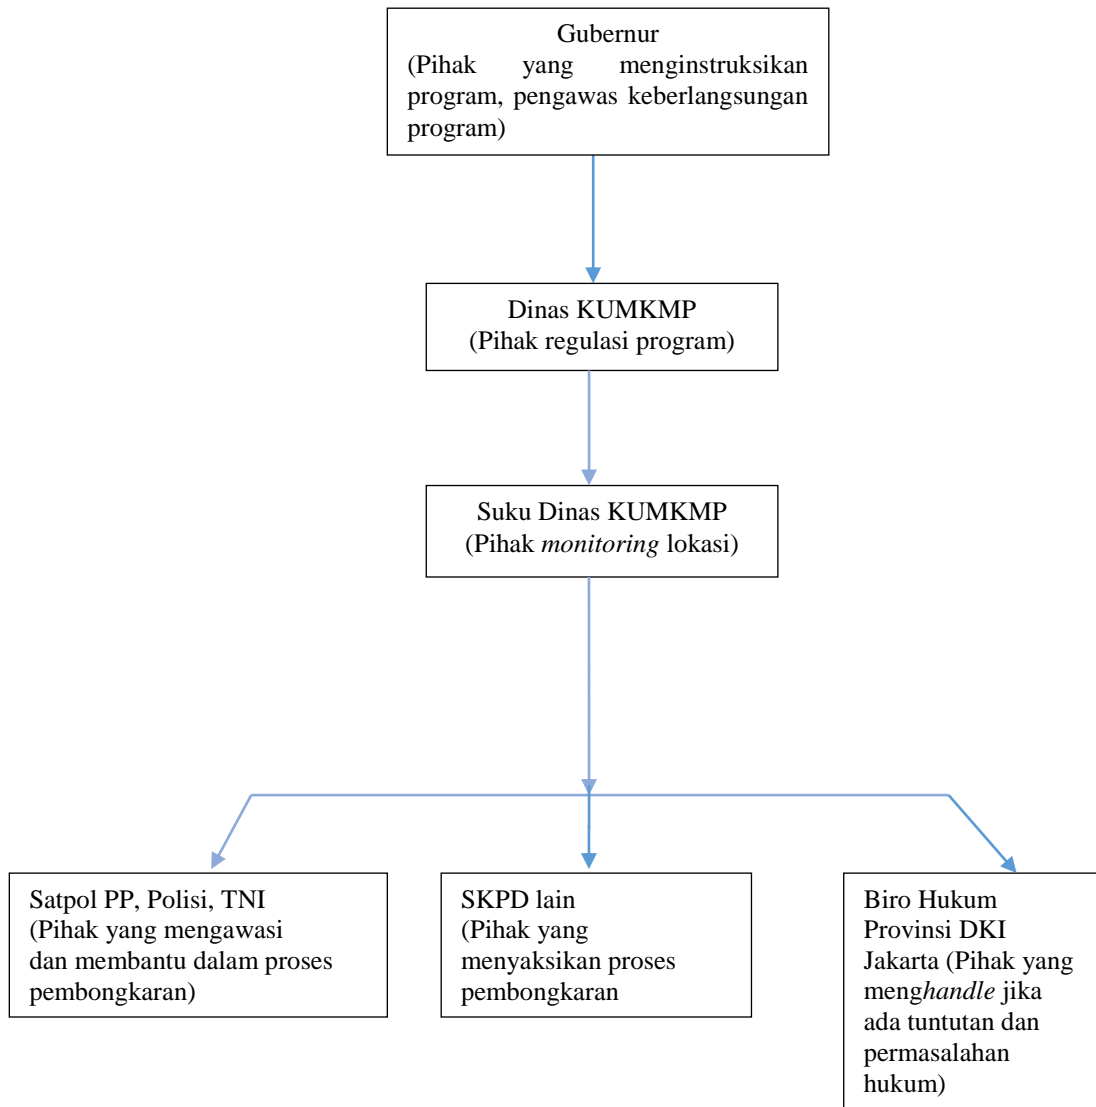 Gubernur
(Pihak yang menginstruksikan
program, pengawas keberlangsungan
program)
Dinas KUMKMP
(Pihak regulasi program)
Suku Dinas KUMKMP
(Pihak monitoring lokasi)
Satpol PP, Polisi, TNI
(Pihak yang mengawasi
dan membantu dalam proses
pembongkaran)
SKPD lain
(Pihak yang
menyaksikan proses
pembongkaran
Biro Hukum
Provinsi DKI
Jakarta (Pihak yang
menghandle jika
ada tuntutan dan
permasalahan
hukum)